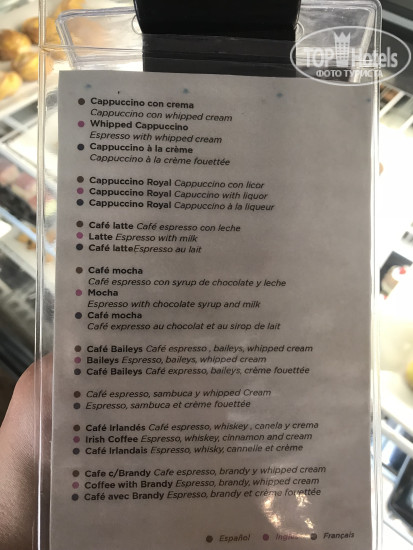 TOP Hotels
ФОТО ТУРИСТА
Cappuccino con crema
Cappuccino con whipped cream
Whipped Cappuccino
Espresso with whipped cream
Cappuccino à la crème
Cappuccino à la crème fouettée
Cappuccino Royal Cappuccino con licor
Cappuccino Royal Capuccino with liquor
Cappuccino Royal Cappuccino à la liqueur
Café latte Café espresso con leche
Latte Espresso with milk
Café latteEspresso au lait
Café mocha
Café espresso con syrup de chocolate y leche
Mocha
Espresso with chocolate syrup and milk
Café mocha
Café expresso au chocolat et au sirop de lait
Café Baileys Café espresso , baileys, whipped cream
Baileys Espresso, baileys, whipped cream
Café Baileys Café expresso, baileys, crème fouettée
Café espresso, sambuca y whipped Cream
Espresso, sambuca et crème fouettée
Café Irlandés Café espresso, whiskey , canela y crema
Irish Coffee Espresso, whiskey, cinnamon and cream
Café Irlandais Espresso, whisky, cannelle et crème
Cafe c/Brandy Cafe espresso, brandy y whipped cream
Coffee with Brandy Espresso, brandy, whipped cream
Café avec Brandy Espresso, brandy et crème fouettée
Español Inglés Français